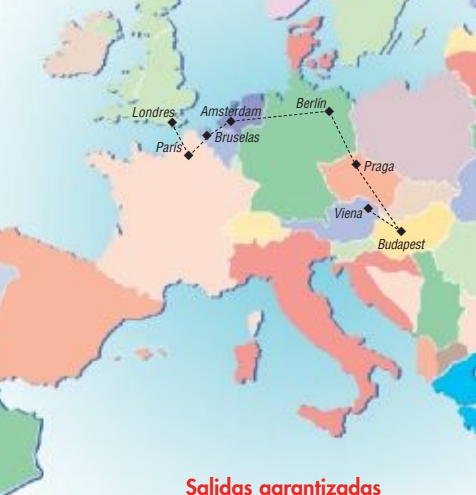 Londres
Amsterdam
Berlín
París
Bruselas
Praga
Viena
Budapest
Salidas garantizadas